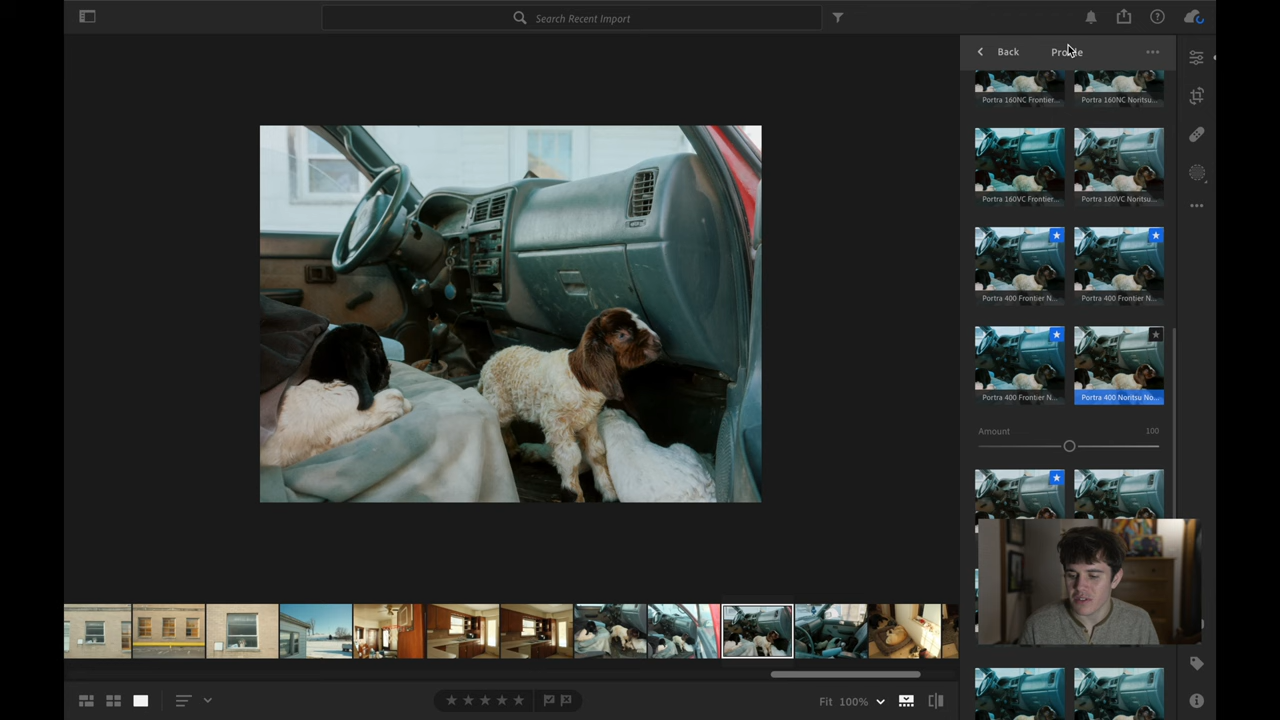 Search Recent Import
Back
Profile
Portra 160NC Frontier...
Portra 160NC Noritsu...
Portra 160VC Frontier...
Portra 160VC Noritsu...
Portra 400 Frontier N...
Portra 400 Frontier N...
Portra 400 Frontier N...
Portra 400 Noritsu No...
Amount
100
Fit
100%